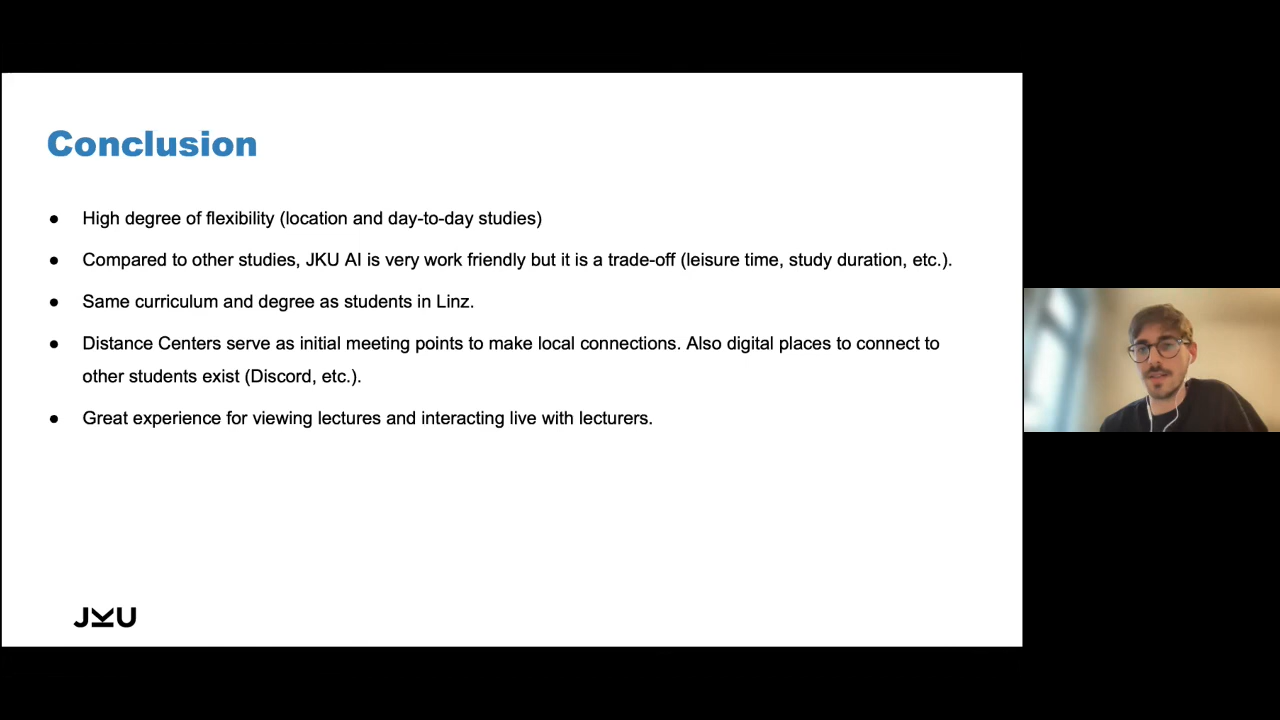 Conclusion
● High degree of flexibility (location and day-to-day studies)
● Compared to other studies, JKU AI is very work friendly but it is a trade-off (leisure time, study duration, etc.).
● Same curriculum and degree as students in Linz.
● Distance Centers serve as initial meeting points to make local connections. Also digital places to connect to
other students exist (Discord, etc.).
● Great experience for viewing lectures and interacting live with lecturers.
JKU